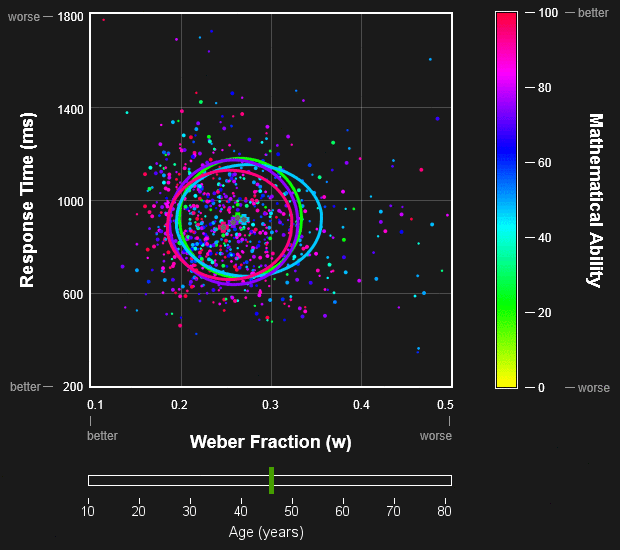 worse
1800
1400
1000
600
200
better
Response Time (ms)
0.1
0.2
0.3
0.4
0.5
better
worse
Weber Fraction (w)
10
20
30
40
50
60
70
80
Age (years)
100
80
60
40
20
0
better
worse
Mathematical Ability